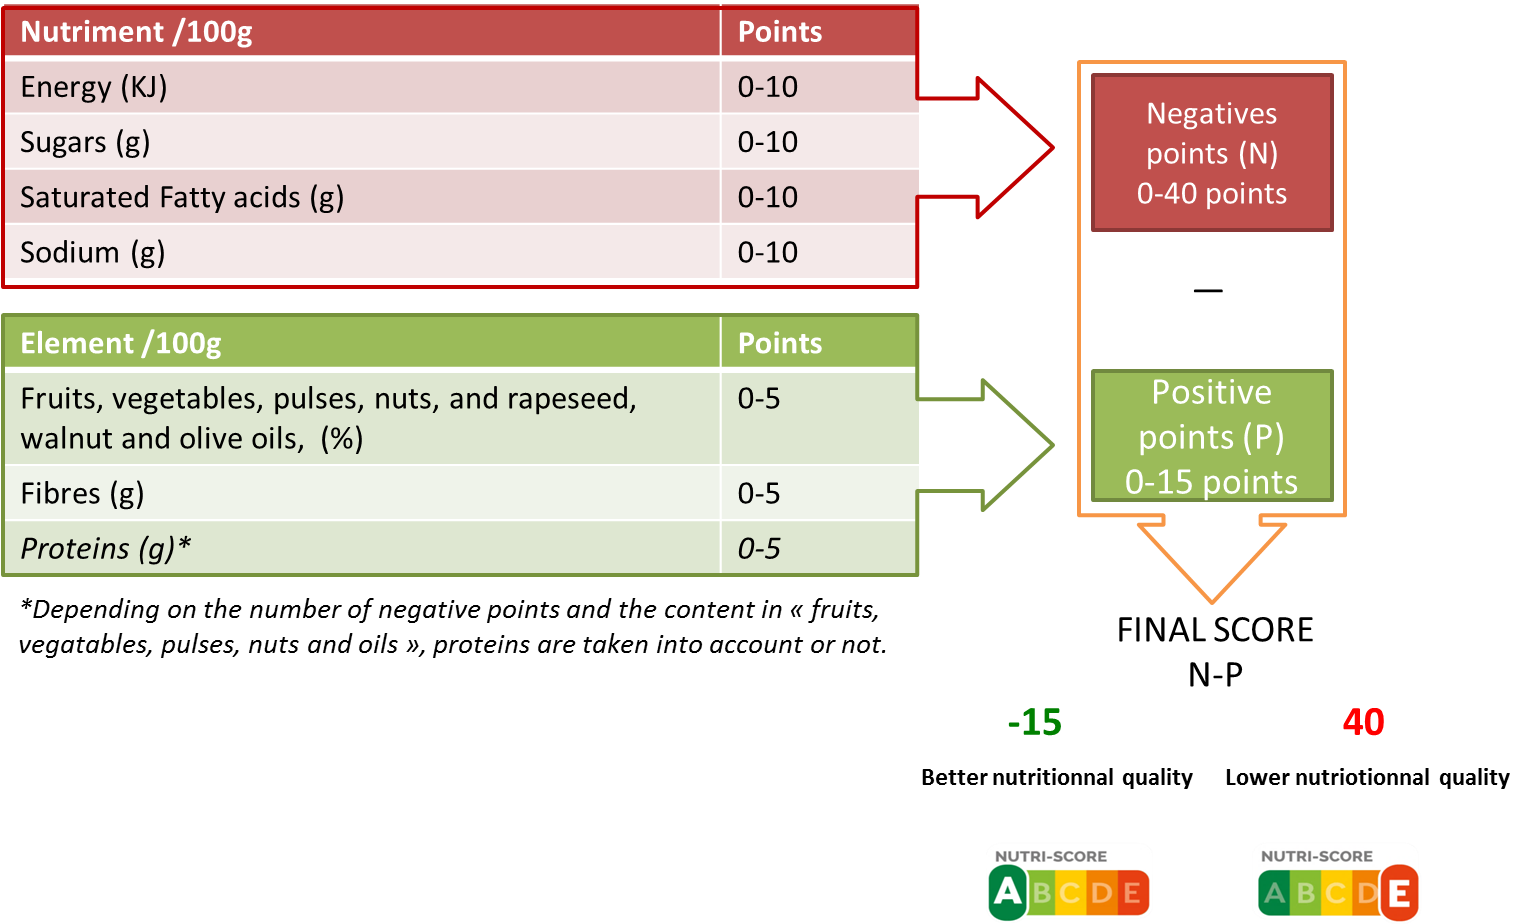 Nutriment /100g Points
Energy (KJ) 0-10
Sugars (g) 0-10
Saturated Fatty acids (g) 0-10
Sodium (g) 0-10
Negatives
points (N)
0-40 points
—
Element /100g Points
Fruits, vegetables, pulses, nuts, and rapeseed, 0-5
walnut and olive oils,  (%)
Fibres (g) 0-5
Proteins (g)* 0-5
Positive
points (P)
0-15 points
*Depending on the number of negative points and the content in « fruits,
vegatables, pulses, nuts and oils », proteins are taken into account or not.
FINAL SCORE
N-P
-15 40
Better nutritionnal quality Lower nutriotionnal quality
NUTRI-SCORE NUTRI-SCORE
A B C D E A B C D E